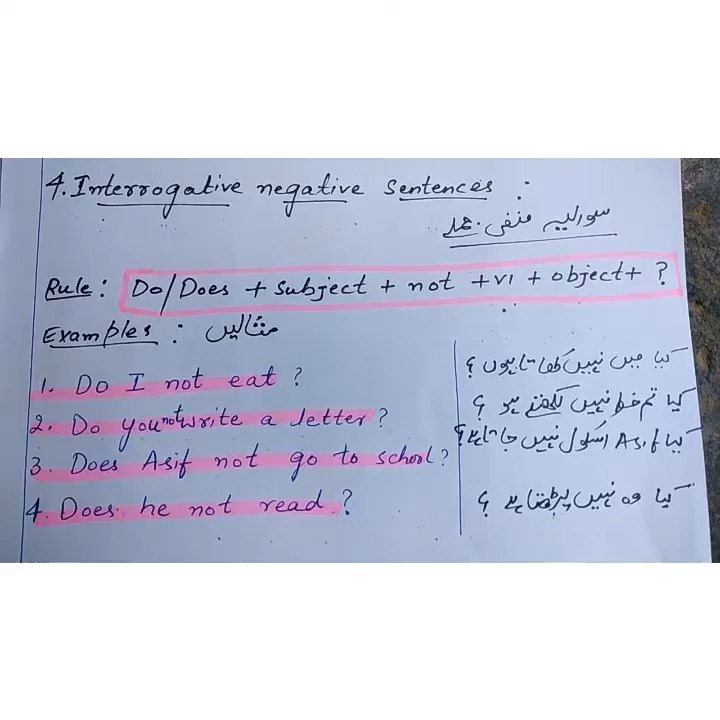 4. Interrogative negative sentences :
سوالیہ منفی جملے
Rule : Do/Does + subject + not + v1 + object + ?
Examples : مثالیں
1. Do I not eat ?
کیا میں نہیں کھاتا ہوں ؟
2. Do you not write a letter ?
کیا تم خط نہیں لکھتے ہو ؟
3. Does Asif not go to school ?
کیا Asif اسکول نہیں جاتا ہے ؟
4. Does he not read ?
کیا وہ نہیں پڑھتا ہے ؟